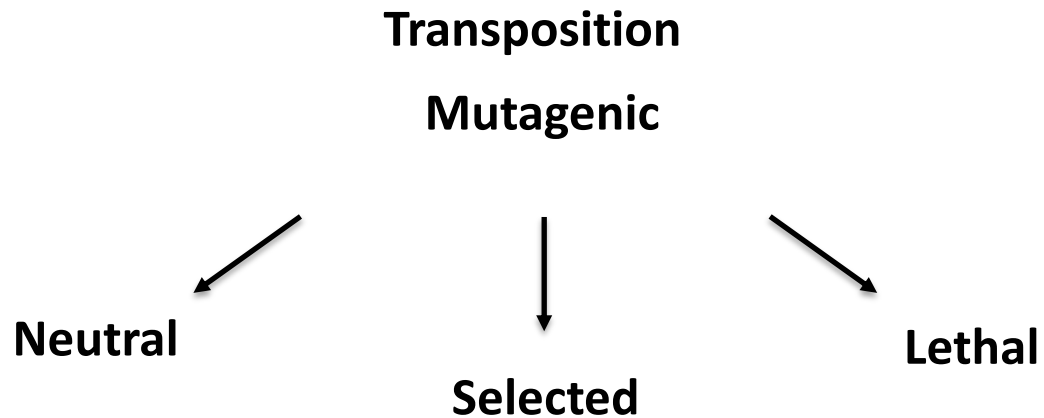 Transposition
Mutagenic
Neutral
Selected
Lethal